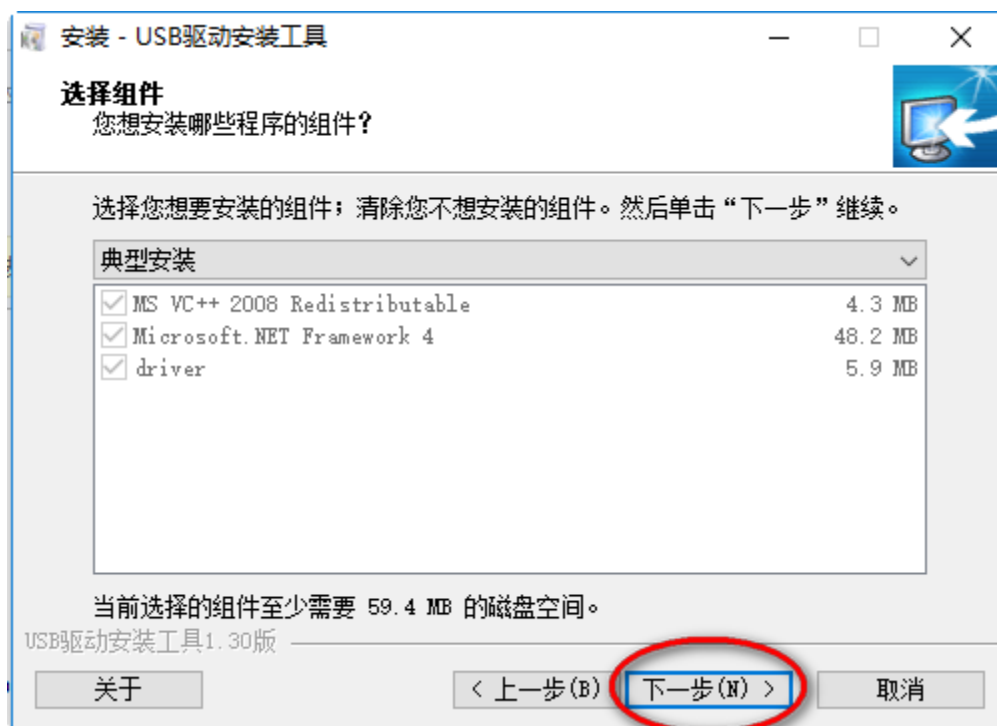 安装 - USB驱动安装工具
选择组件
您想安装哪些程序的组件?
选择您想要安装的组件；清除您不想安装的组件。然后单击“下一步”继续。
典型安装
MS VC++ 2008 Redistributable 4.3 MB
Microsoft.NET Framework 4 48.2 MB
driver 5.9 MB
当前选择的组件至少需要 59.4 MB 的磁盘空间。
USB驱动安装工具1.30版
关于 < 上一步(B) 下一步(N) > 取消